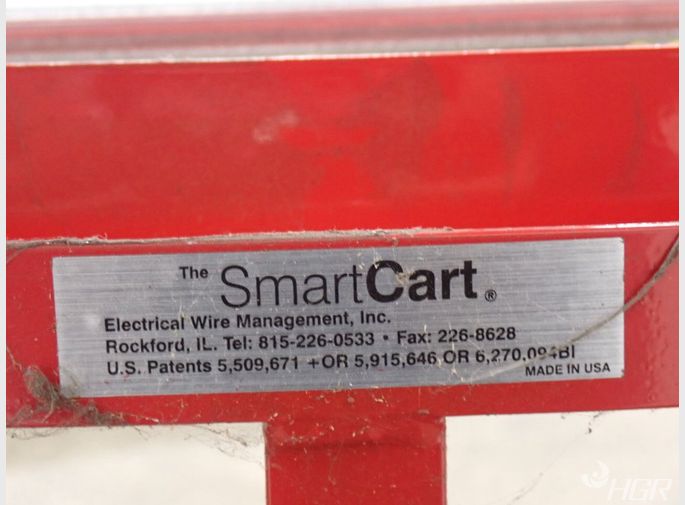 The SmartCart®
Electrical Wire Management, Inc.
Rockford, IL. Tel: 815-226-0533 • Fax: 226-8628
U.S. Patents 5,509,671 +OR 5,915,646 OR 6,270,094BI
MADE IN USA
HGR